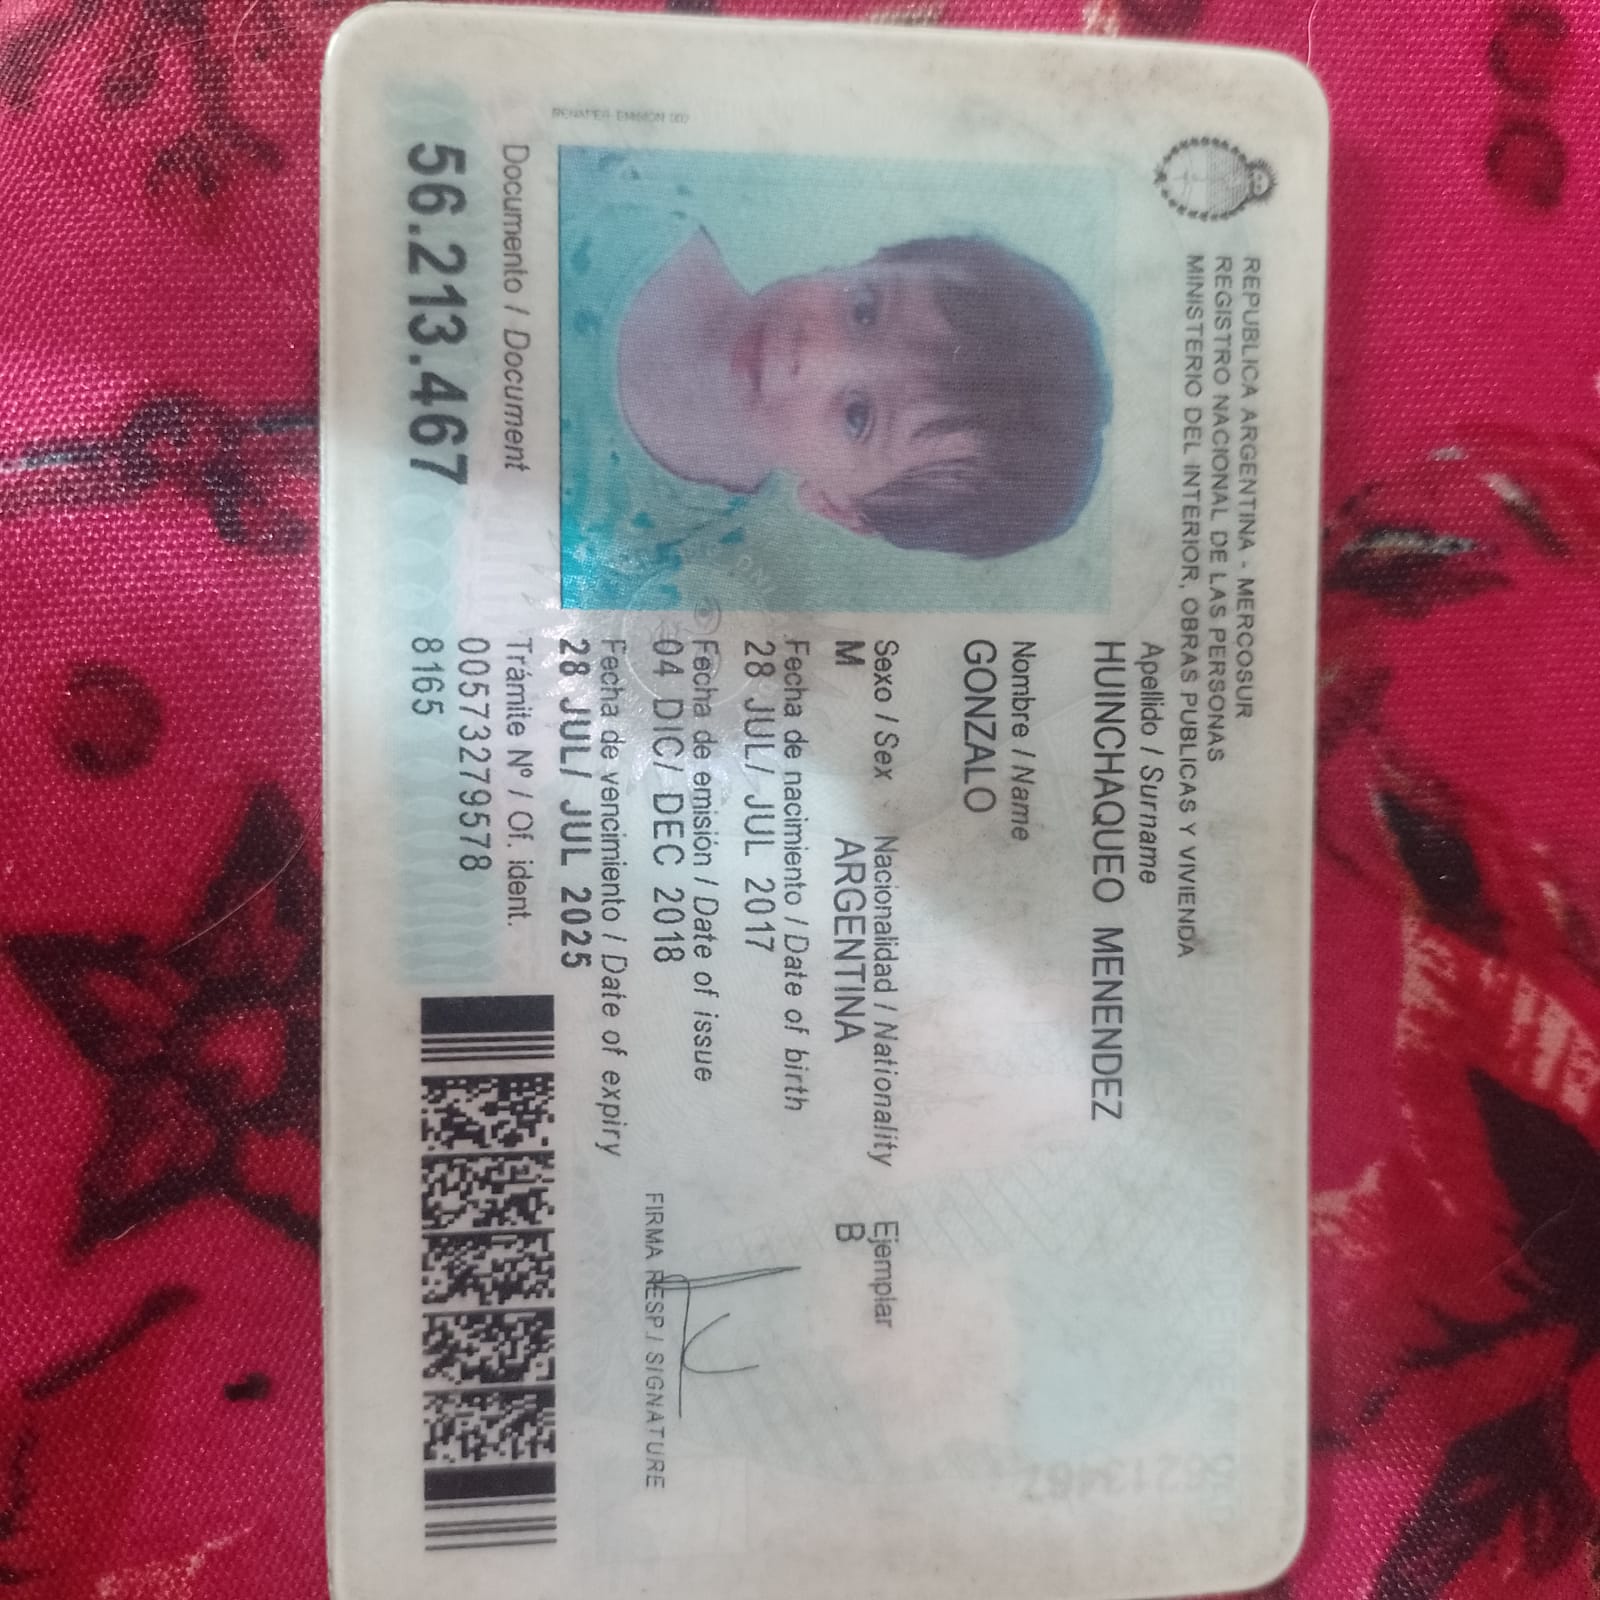 REPUBLICA ARGENTINA - MERCOSUR
REGISTRO NACIONAL DE LAS PERSONAS
MINISTERIO DEL INTERIOR, OBRAS PUBLICAS Y VIVIENDA
Apellido / Surname
HUINCHAQUEO MENENDEZ
Nombre / Name
GONZALO
Sexo / Sex Nacionalidad / Nationality Ejemplar
M ARGENTINA B
Fecha de nacimiento / Date of birth
28 JUL/ JUL 2017
Fecha de emisión / Date of issue
04 DIC/ DEC 2018
Fecha de vencimiento / Date of expiry
28 JUL/ JUL 2025
FIRMA RESP./ SIGNATURE
RENAPER-EMISION 002
Documento / Document
56.213.467
Trámite Nº / Of. ident.
00573279578
8165